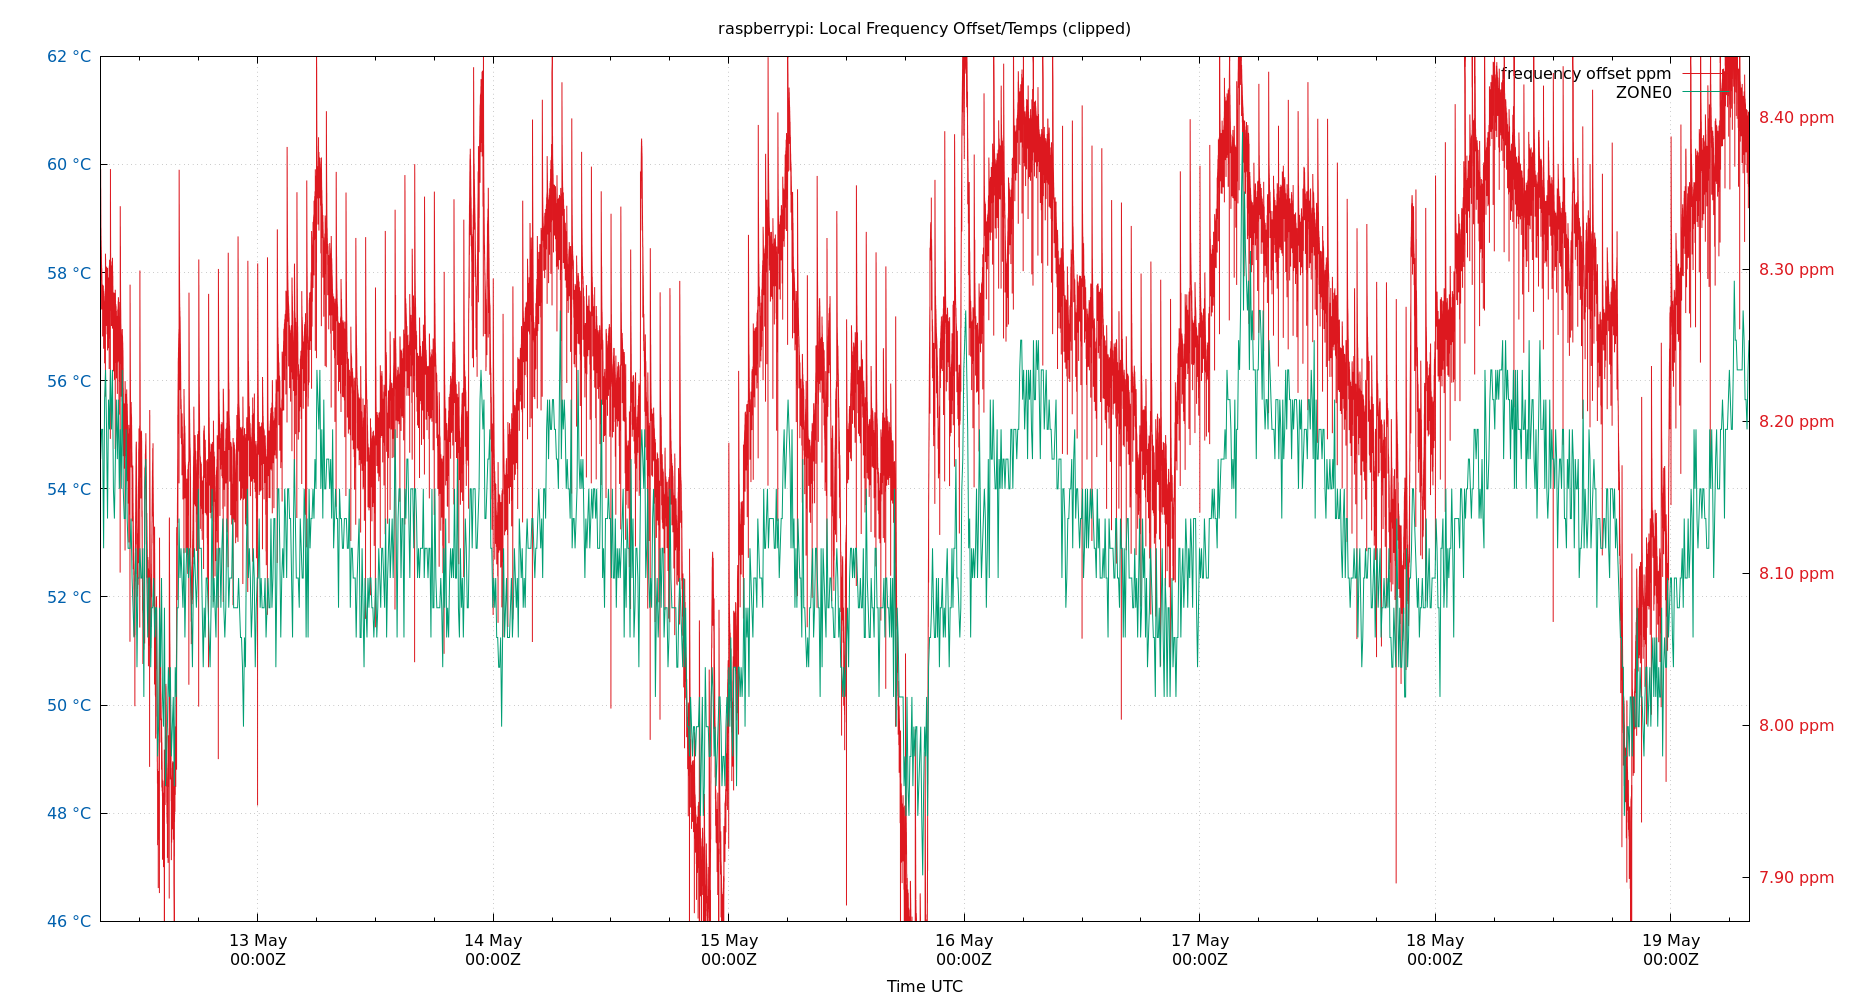 raspberrypi: Local Frequency Offset/Temps (clipped)
62 °C
60 °C
58 °C
56 °C
54 °C
52 °C
50 °C
48 °C
46 °C
frequency offset ppm
ZONE0
8.40 ppm
8.30 ppm
8.20 ppm
8.10 ppm
8.00 ppm
7.90 ppm
13 May
00:00Z
14 May
00:00Z
15 May
00:00Z
16 May
00:00Z
17 May
00:00Z
18 May
00:00Z
19 May
00:00Z
Time UTC